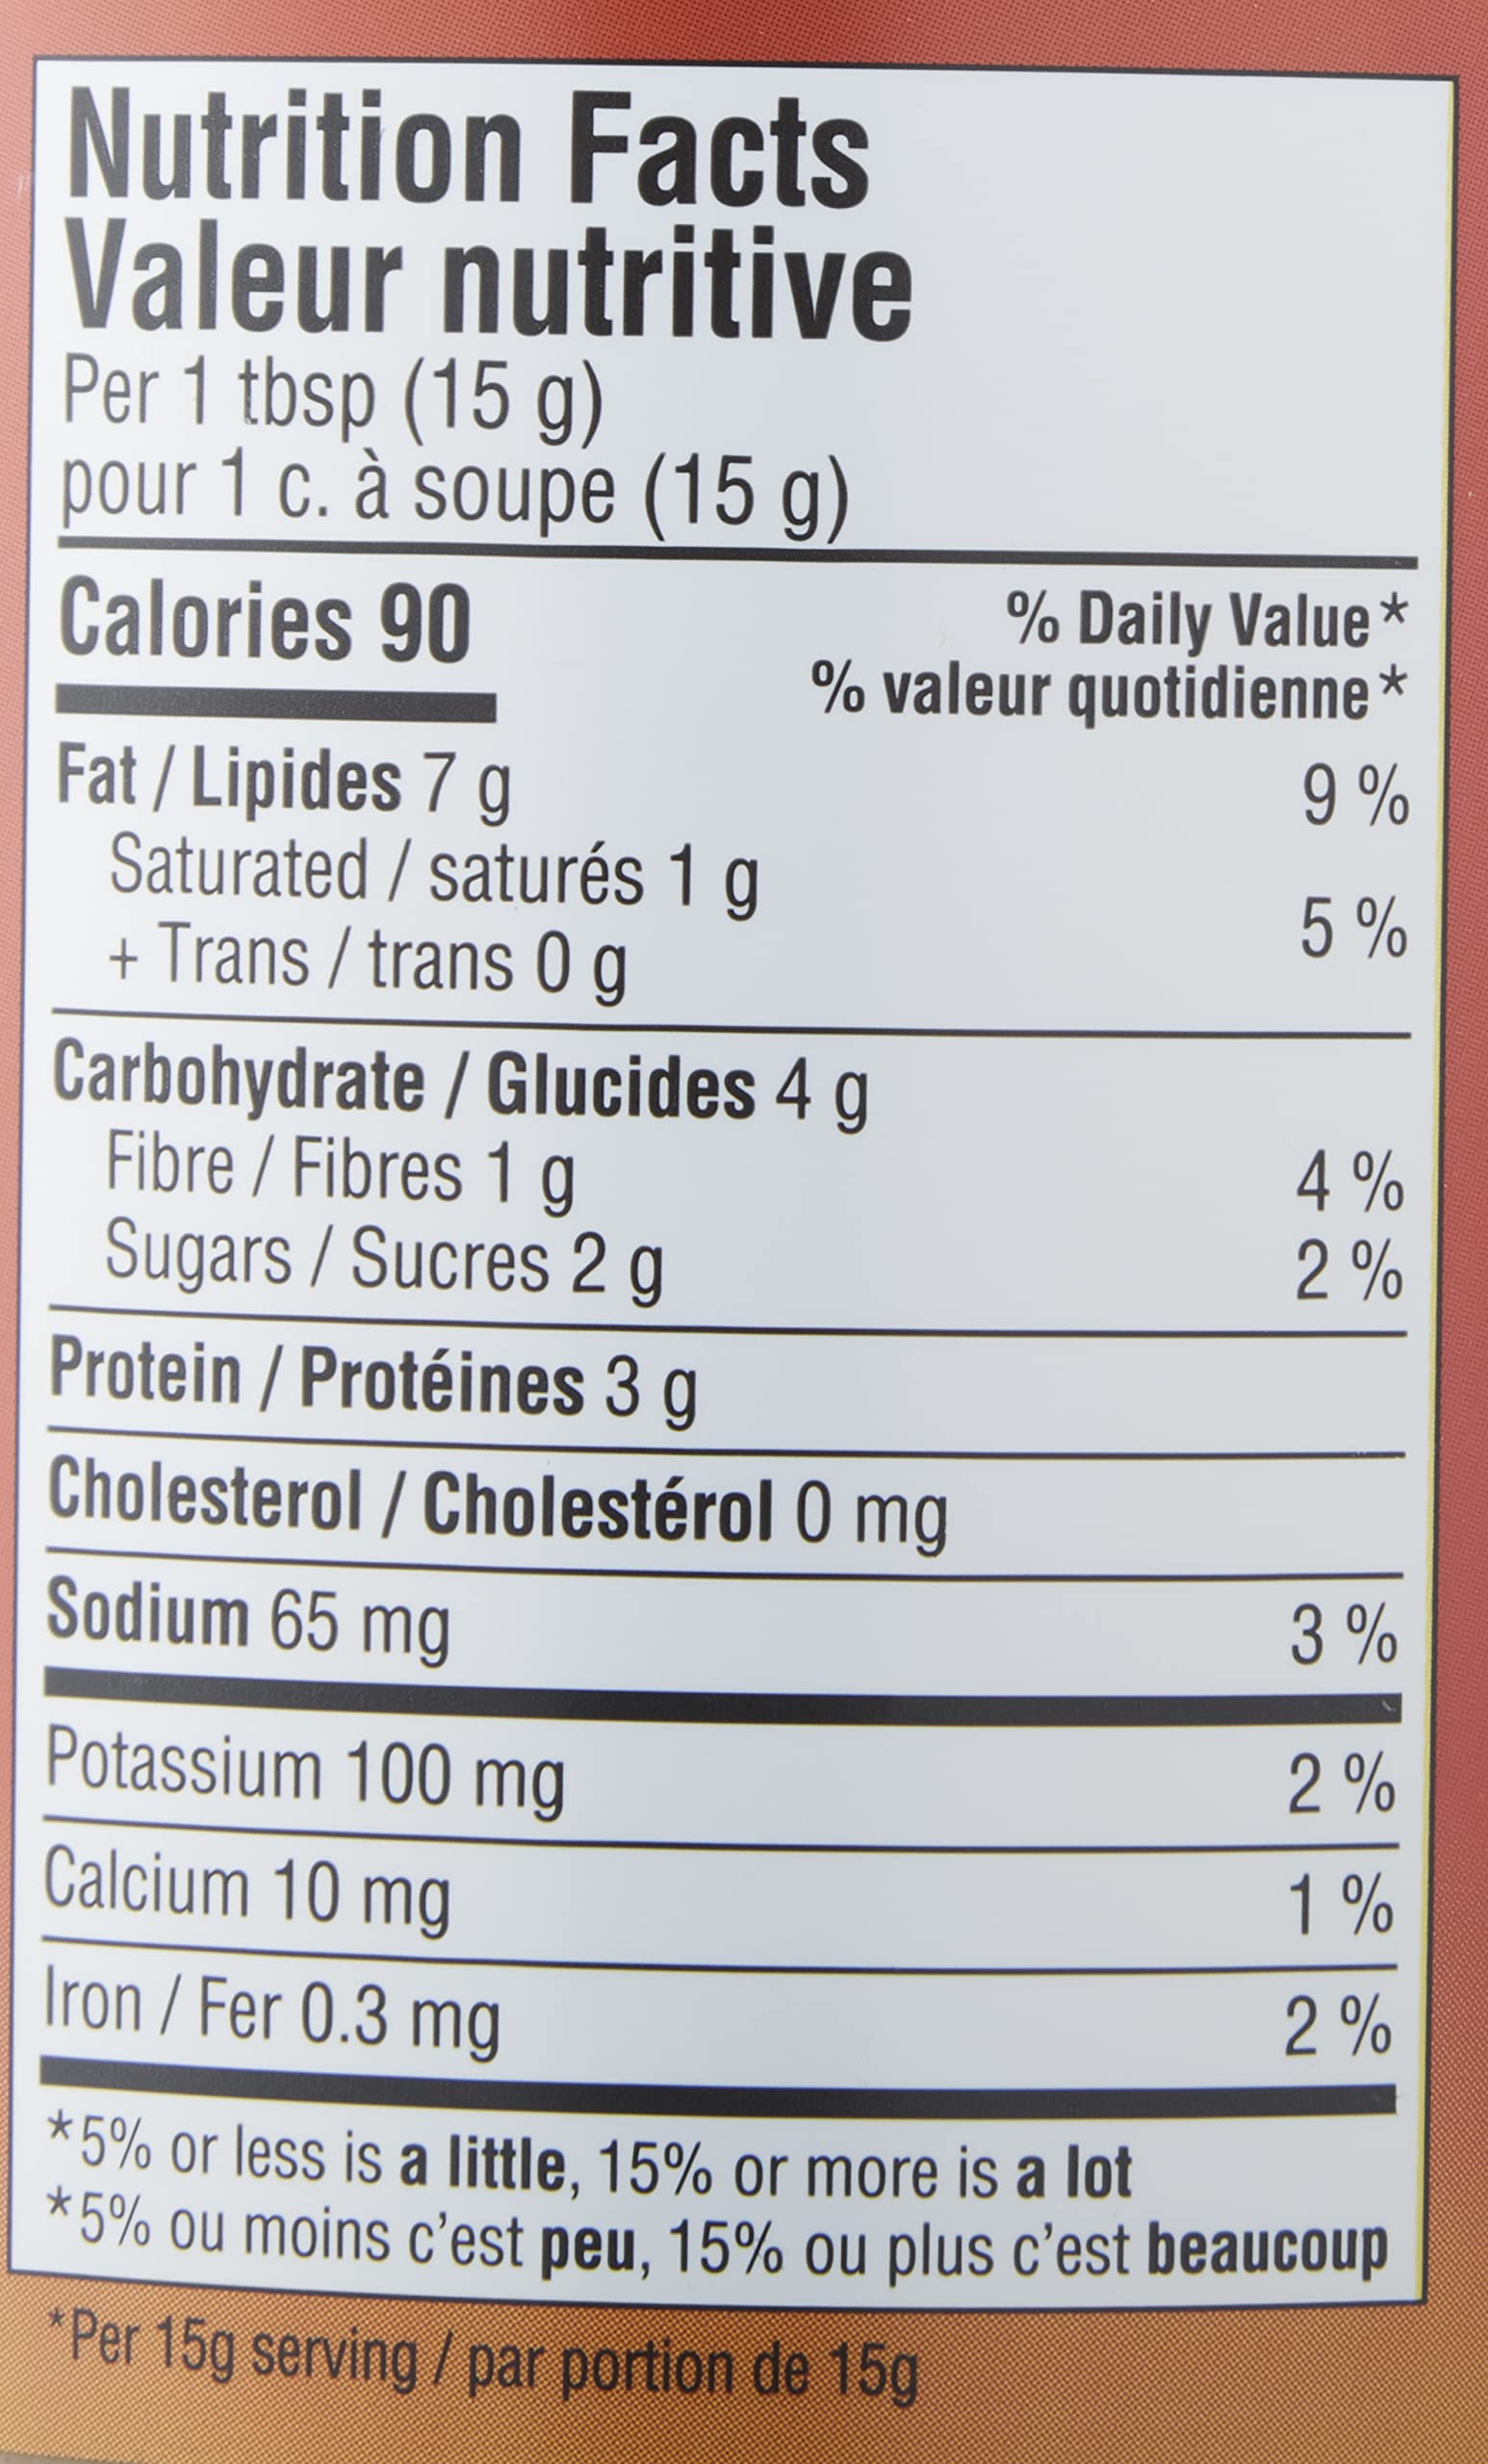 Nutrition Facts
Valeur nutritive
Per 1 tbsp (15 g)
pour 1 c. à soupe (15 g)
Calories 90
% Daily Value*
% valeur quotidienne*
Fat / Lipides 7 g 9 %
Saturated / saturés 1 g
+ Trans / trans 0 g 5 %
Carbohydrate / Glucides 4 g
Fibre / Fibres 1 g 4 %
Sugars / Sucres 2 g 2 %
Protein / Protéines 3 g
Cholesterol / Cholestérol 0 mg
Sodium 65 mg 3 %
Potassium 100 mg 2 %
Calcium 10 mg 1 %
Iron / Fer 0.3 mg 2 %
*5% or less is a little, 15% or more is a lot
*5% ou moins c'est peu, 15% ou plus c'est beaucoup
*Per 15g serving / par portion de 15g